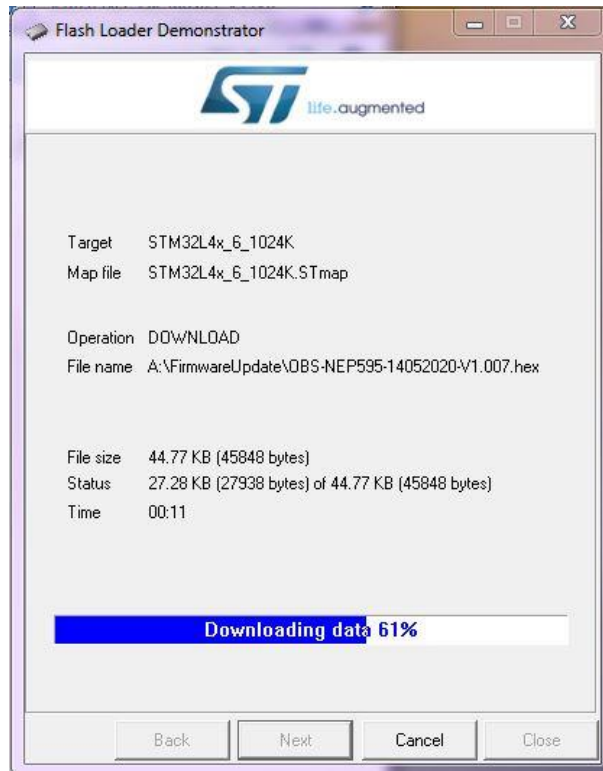 Flash Loader Demonstrator
ST life.augmented
Target STM32L4x_6_1024K
Map file STM32L4x_6_1024K.STmap
Operation DOWNLOAD
File name A:\FirmwareUpdate\OBS-NEP595-14052020-V1.007.hex
File size 44.77 KB (45848 bytes)
Status 27.28 KB (27938 bytes) of 44.77 KB (45848 bytes)
Time 00:11
Downloading data 61%
Back Next Cancel Close